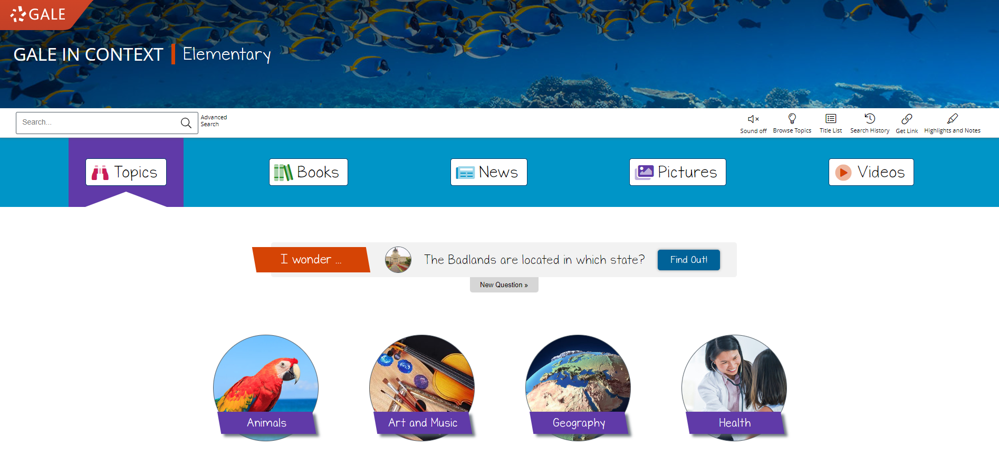 GALE
GALE IN CONTEXT | Elementary
Search...
Advanced
Search
Sound off
Browse Topics
Title List
Search History
Get Link
Highlights and Notes
Topics
Books
News
Pictures
Videos
I wonder ...
The Badlands are located in which state?
Find Out!
New Question »
Animals
Art and Music
Geography
Health